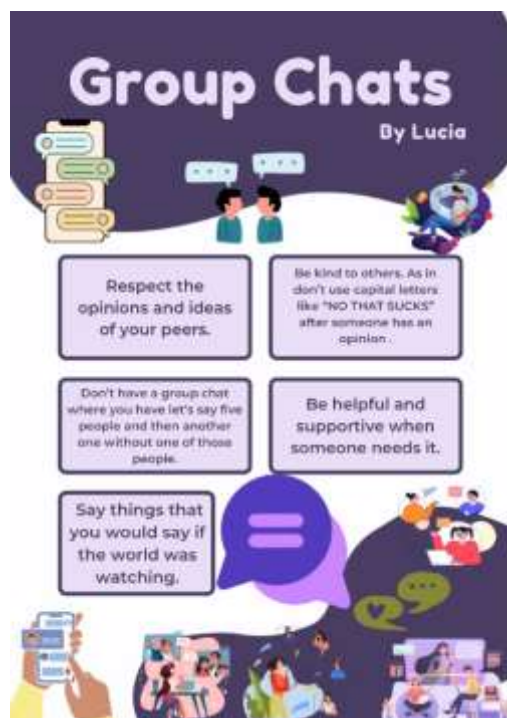 Group Chats
By Lucia
Respect the
opinions and ideas
of your peers.
Be kind to others. As in
don't use capital letters
like "NO THAT SUCKS"
after someone has an
opinion .
Don't have a group chat
where you have let's say five
people and then another
one without one of those
people.
Be helpful and
supportive when
someone needs it.
Say things that
you would say if
the world was
watching.